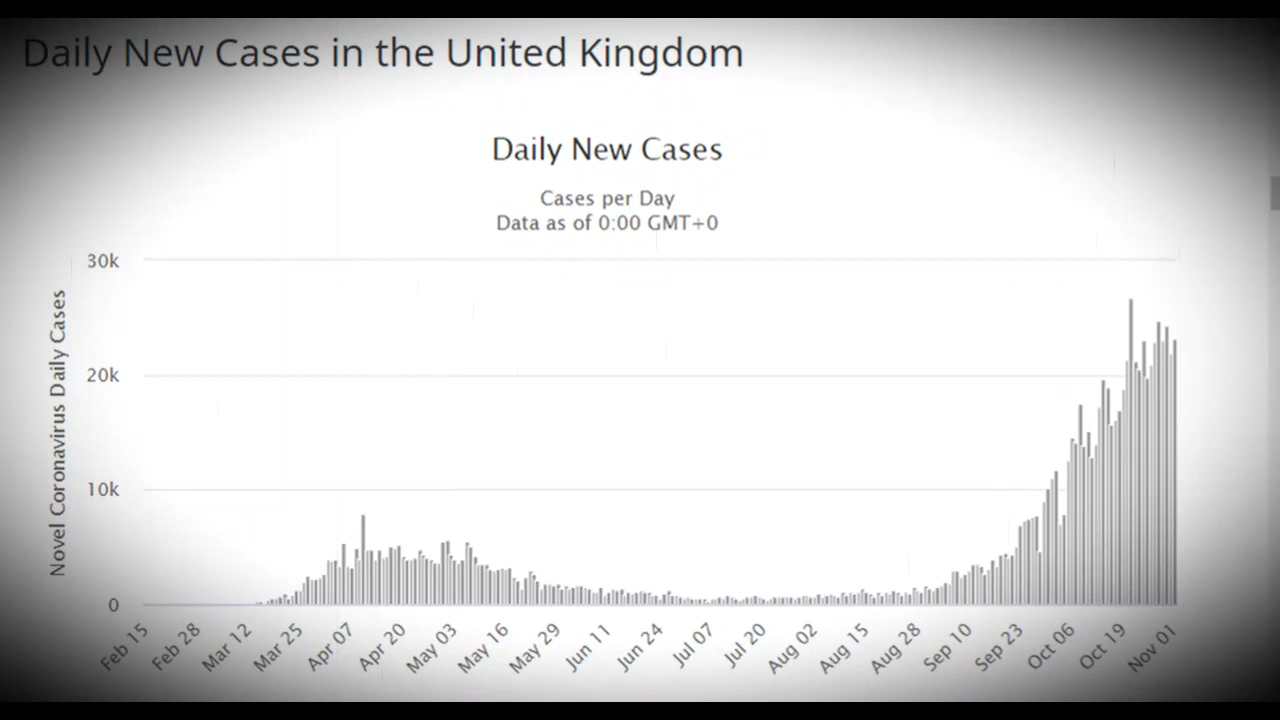 Daily New Cases in the United Kingdom
Daily New Cases
Cases per Day
Data as of 0:00 GMT+0
Novel Coronavirus Daily Cases
30k
20k
10k
0
Feb 15
Feb 28
Mar 12
Mar 25
Apr 07
Apr 20
May 03
May 16
May 29
Jun 11
Jun 24
Jul 07
Jul 20
Aug 02
Aug 15
Aug 28
Sep 10
Sep 23
Oct 06
Oct 19
Nov 01